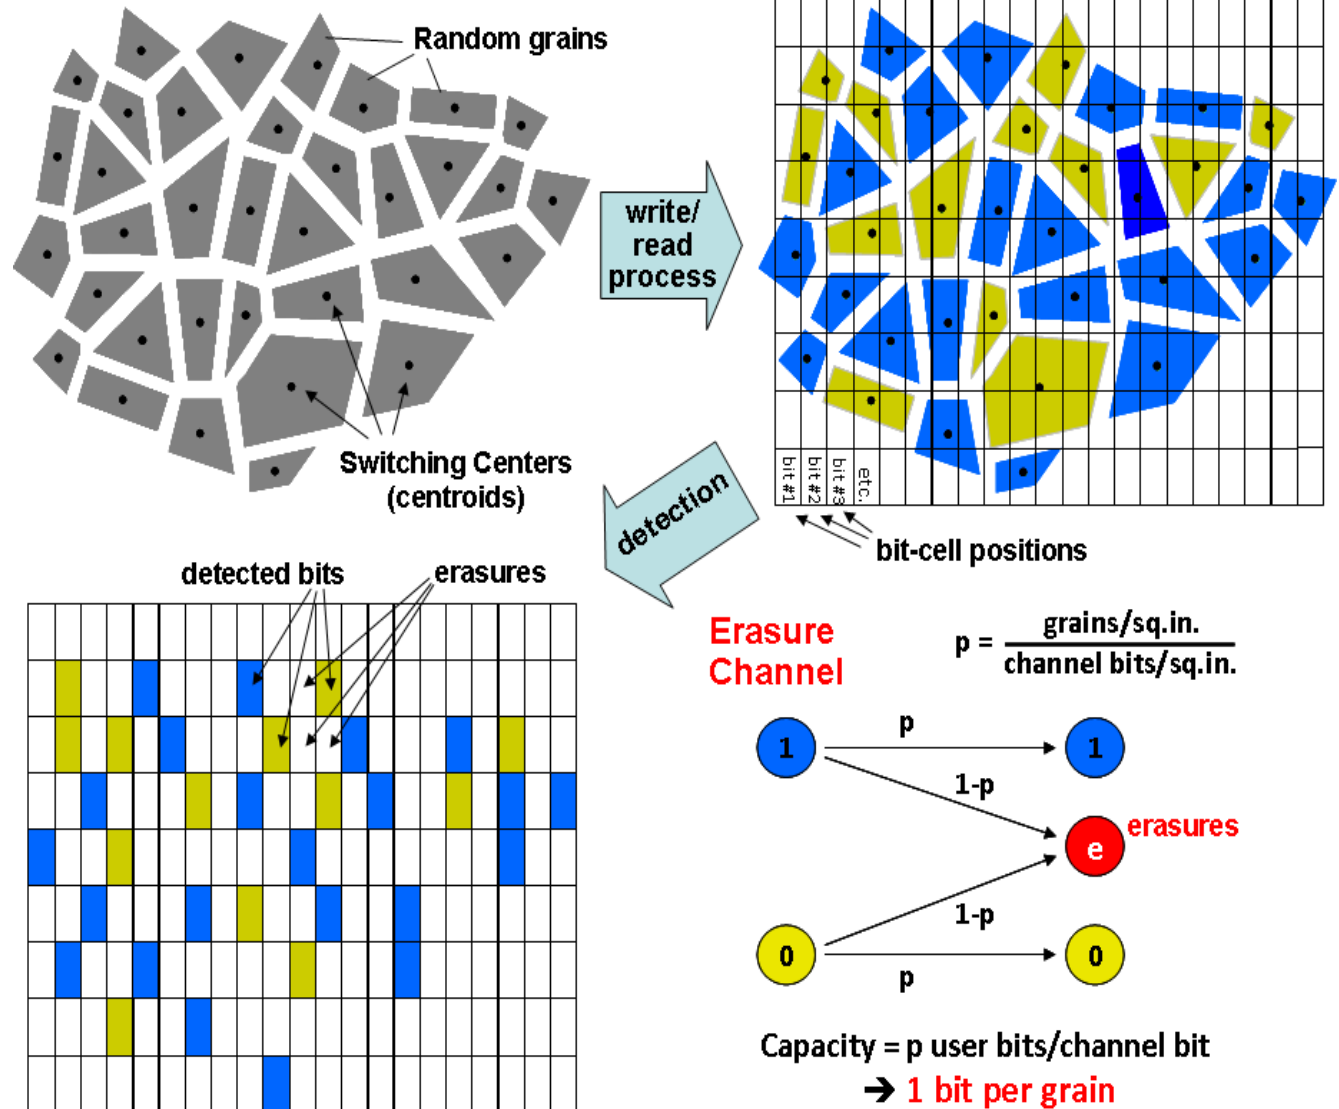 Random grains
write/
read
process
Switching Centers
(centroids)
bit #1
bit #2
bit #3
etc.
bit-cell positions
detection
detected bits
erasures
Erasure
Channel
p = grains/sq.in.
channel bits/sq.in.
1
p
1
1-p
e
erasures
1-p
0
p
0
Capacity = p user bits/channel bit
➔ 1 bit per grain